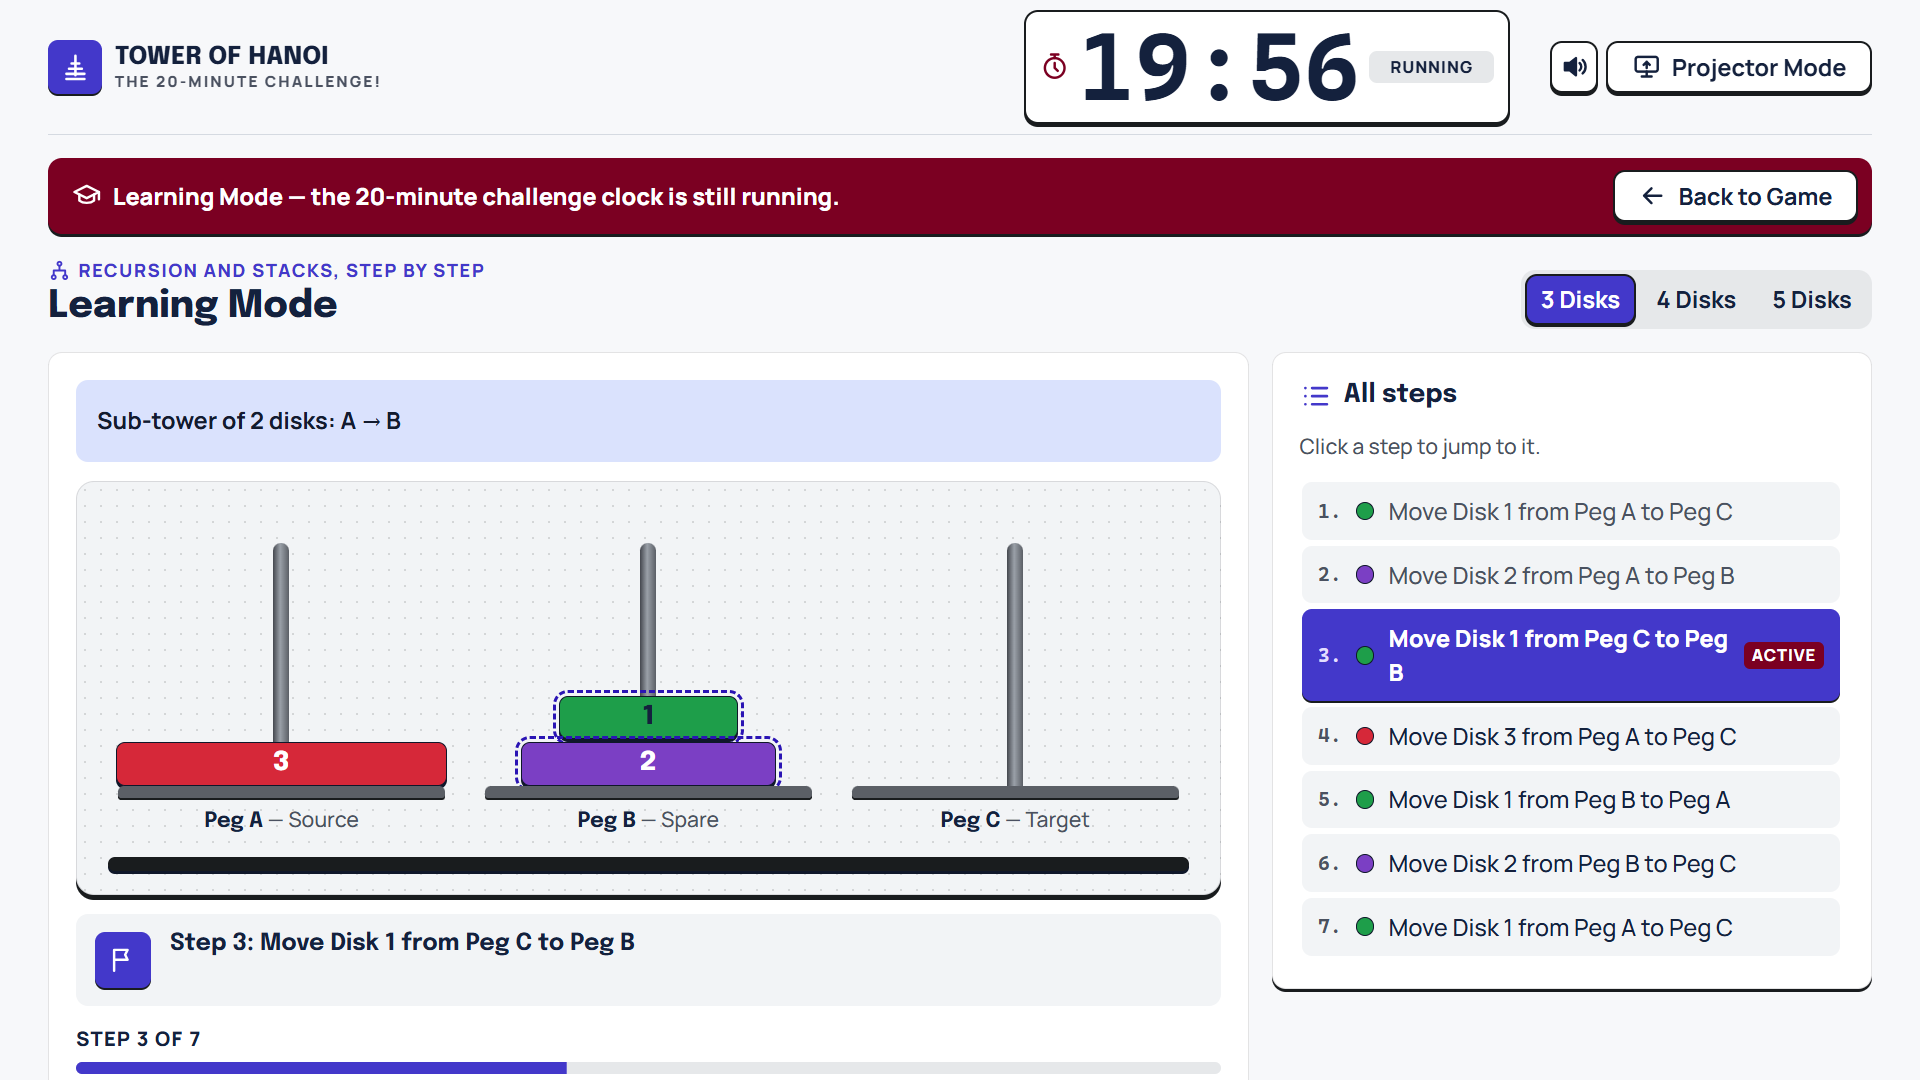 TOWER OF HANOI
THE 20-MINUTE CHALLENGE!
19:56
RUNNING
Projector Mode
Learning Mode — the 20-minute challenge clock is still running.
Back to Game
RECURSION AND STACKS, STEP BY STEP
Learning Mode
3 Disks
4 Disks
5 Disks
Sub-tower of 2 disks: A → B
1
3
2
Peg A — Source
Peg B — Spare
Peg C — Target
Step 3: Move Disk 1 from Peg C to Peg B
STEP 3 OF 7
All steps
Click a step to jump to it.
1. Move Disk 1 from Peg A to Peg C
2. Move Disk 2 from Peg A to Peg B
3. Move Disk 1 from Peg C to Peg
B
ACTIVE
4. Move Disk 3 from Peg A to Peg C
5. Move Disk 1 from Peg B to Peg A
6. Move Disk 2 from Peg B to Peg C
7. Move Disk 1 from Peg A to Peg C